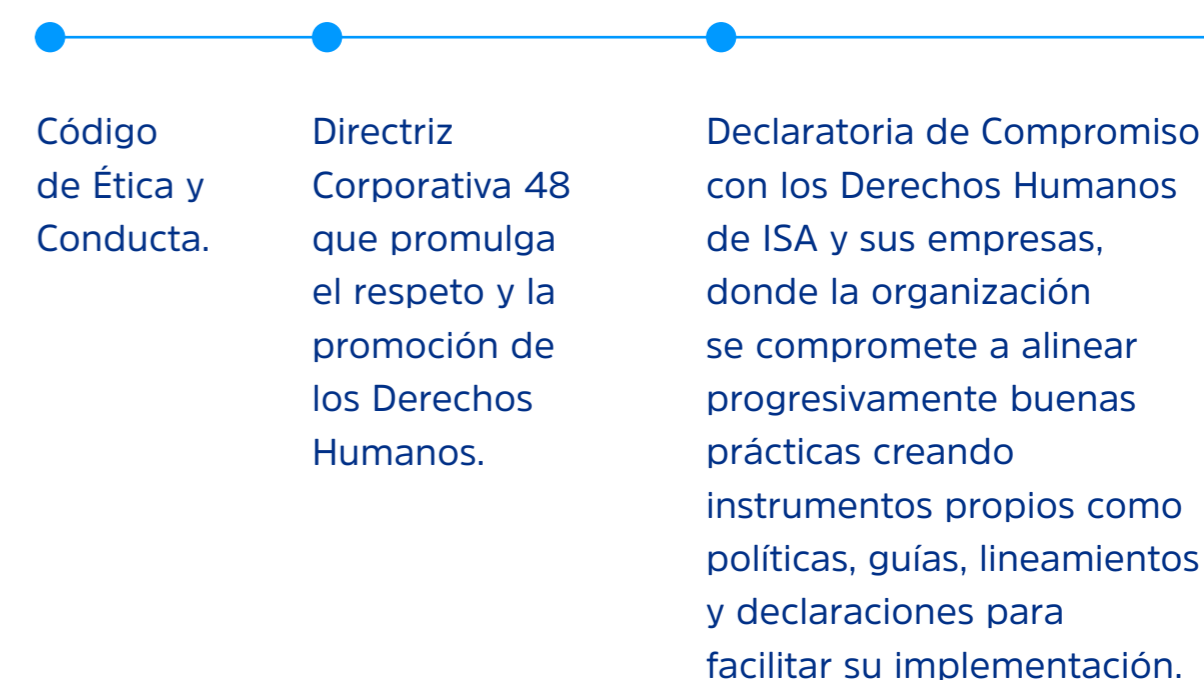 Código
de Ética y
Conducta.
Directriz
Corporativa 48
que promulga
el respeto y la
promoción de
los Derechos
Humanos.
Declaratoria de Compromiso
con los Derechos Humanos
de ISA y sus empresas,
donde la organización
se compromete a alinear
progresivamente buenas
prácticas creando
instrumentos propios como
políticas, guías, lineamientos
y declaraciones para
facilitar su implementación.